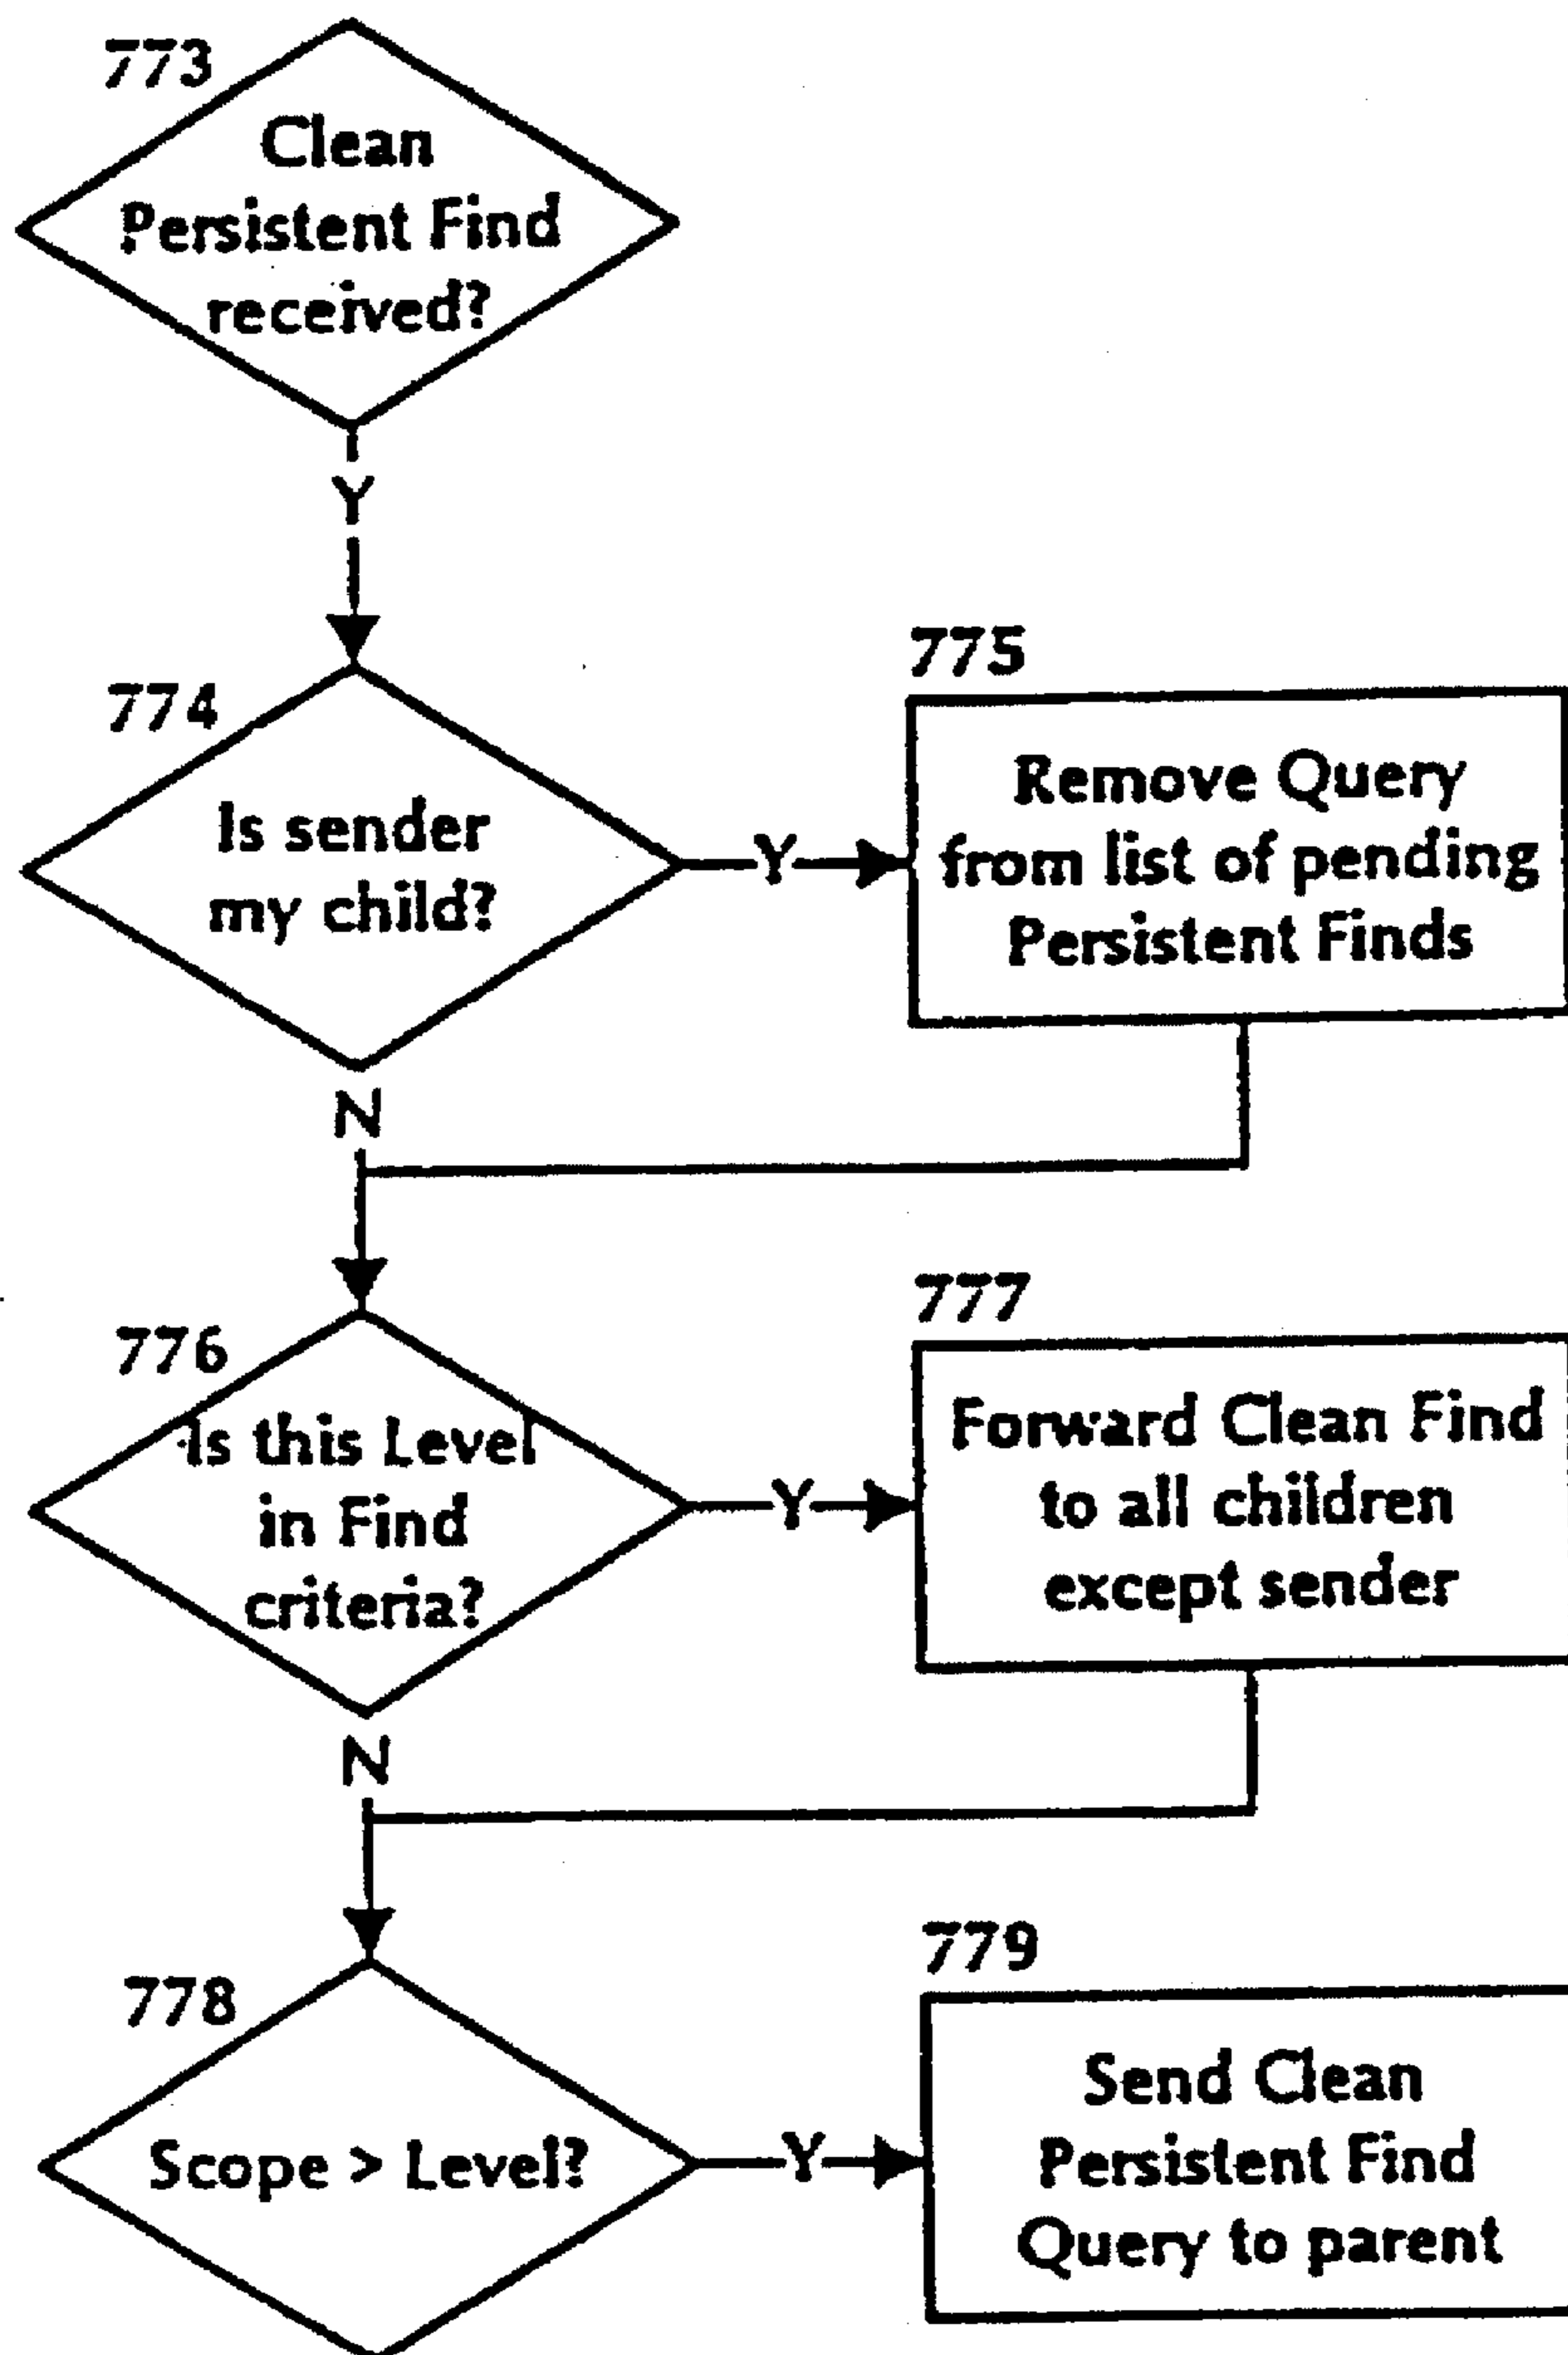 773
Clean
Persistent Find
received?
Y
774
Is sender
my child?
Y
775
Remove Query
from list of pending
Persistent Finds
N
776
Is this Level
in Find
criteria?
Y
777
Forward Clean Find
to all children
except sender
N
778
Scope > Level?
Y
779
Send Clean
Persistent Find
Query to parent